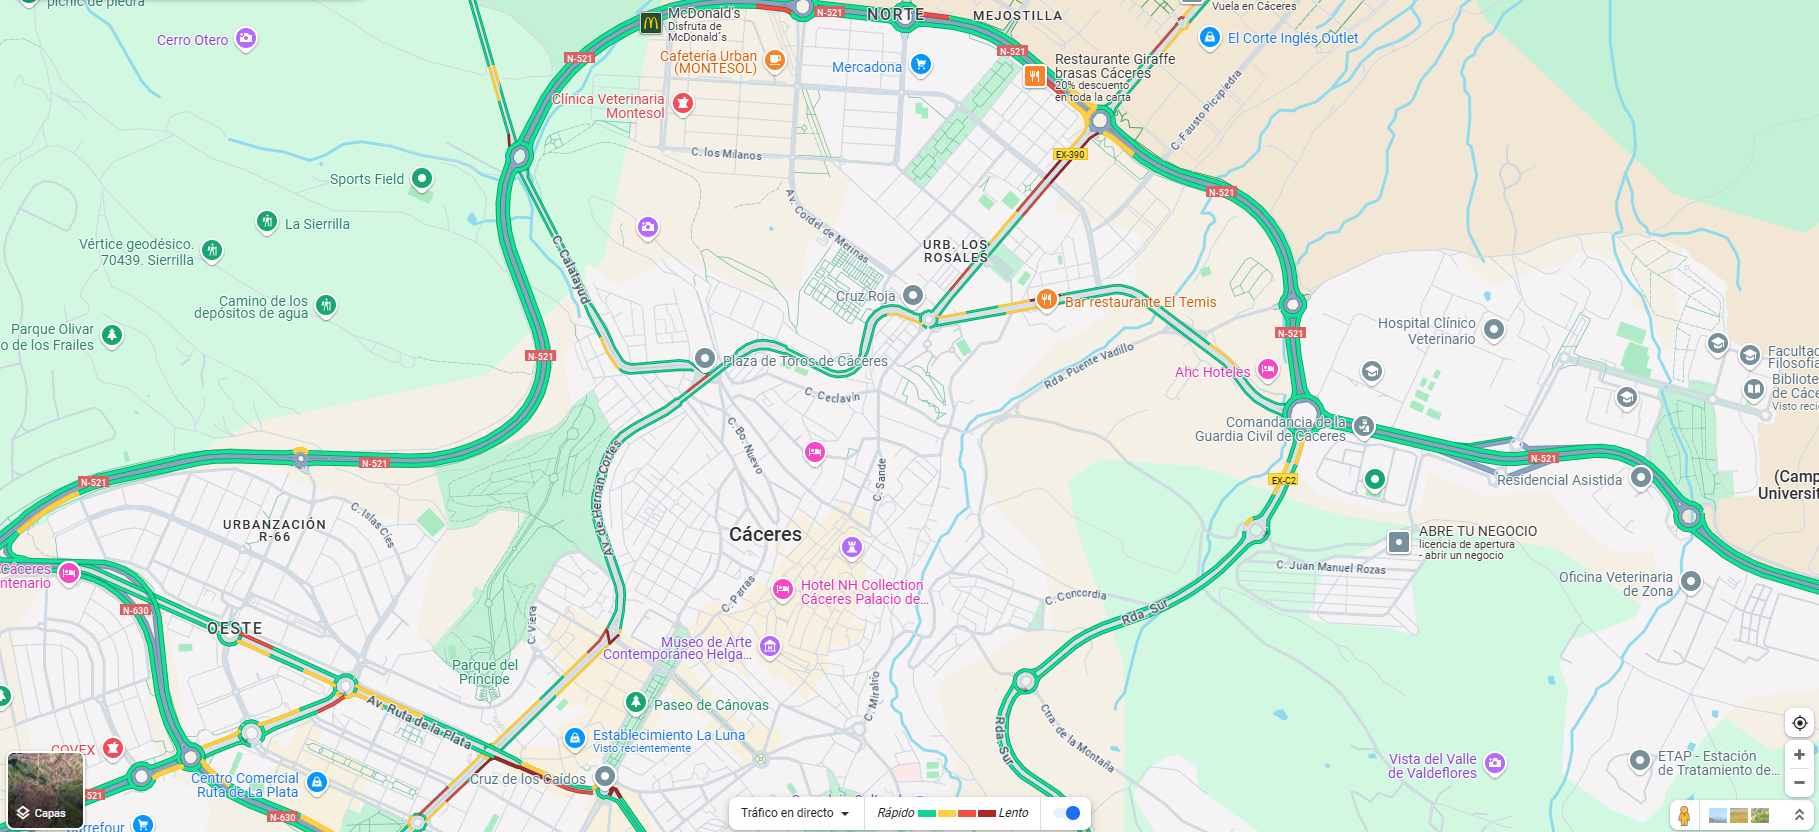 picnic de piedra
Cerro Otero
N-521
McDonald's
Disfruta de
McDonald´s
N-521
NORTE
MEJOSTILLA
Vuela en Cáceres
El Corte Inglés Outlet
Cafetería Urban
(MONTESOL)
Mercadona
N-521
Restaurante Giraffe
brasas Cáceres
20% descuento
en toda la carta
Clínica Veterinaria
Montesol
C. Fausto Picapiedra
C. los Milanos
EX-390
Sports Field
N-521
La Sierrilla
Av. Cordel de Merinas
Vértice geodésico.
70439. Sierrilla
URB. LOS
ROSALES
C. Calatayud
Camino de los
depósitos de agua
Cruz Roja
Bar restaurante El Temis
Parque Olivar
o de los Frailes
N-521
Hospital Clínico
Veterinario
N-521
Facultad
Filosofía
Plaza de Toros de Cáceres
Rda. Puente Vadillo
Ahc Hoteles
Bibliote
de Các
Visto reci
C. Ceclavín
Comandancia de la
Guardia Civil de Cáceres
C. Bo. Nuevo
N-521
N-521
N-521
Av. de Hernán Cortés
C. Sande
EX-C2
Residencial Asistida
(Camp
Universit
C. Islas Cíes
URBANZACIÓN
R-66
Cáceres
ABRE TU NEGOCIO
licencia de apertura
- abrir un negocio
Cáceres
ntenario
C. Juan Manuel Rozas
Oficina Veterinaria
de Zona
Hotel NH Collection
Cáceres Palacio de...
C. Parras
C. Concordia
N-630
Rda. Sur
OESTE
C. Viera
Museo de Arte
Contemporáneo Helga...
Parque del
Príncipe
C. Miralrío
Paseo de Cánovas
Av. Ruta de la Plata
Ctra. de la Montaña
Rda. Sur
Establecimiento La Luna
Visto recientemente
COVEX
Centro Comercial
Ruta de La Plata
Cruz de los Caídos
Vista del Valle
de Valdeflores
ETAP - Estación
de Tratamiento de...
521
N-630
Capas
Carrefour
Tráfico en directo
Rápido
Lento